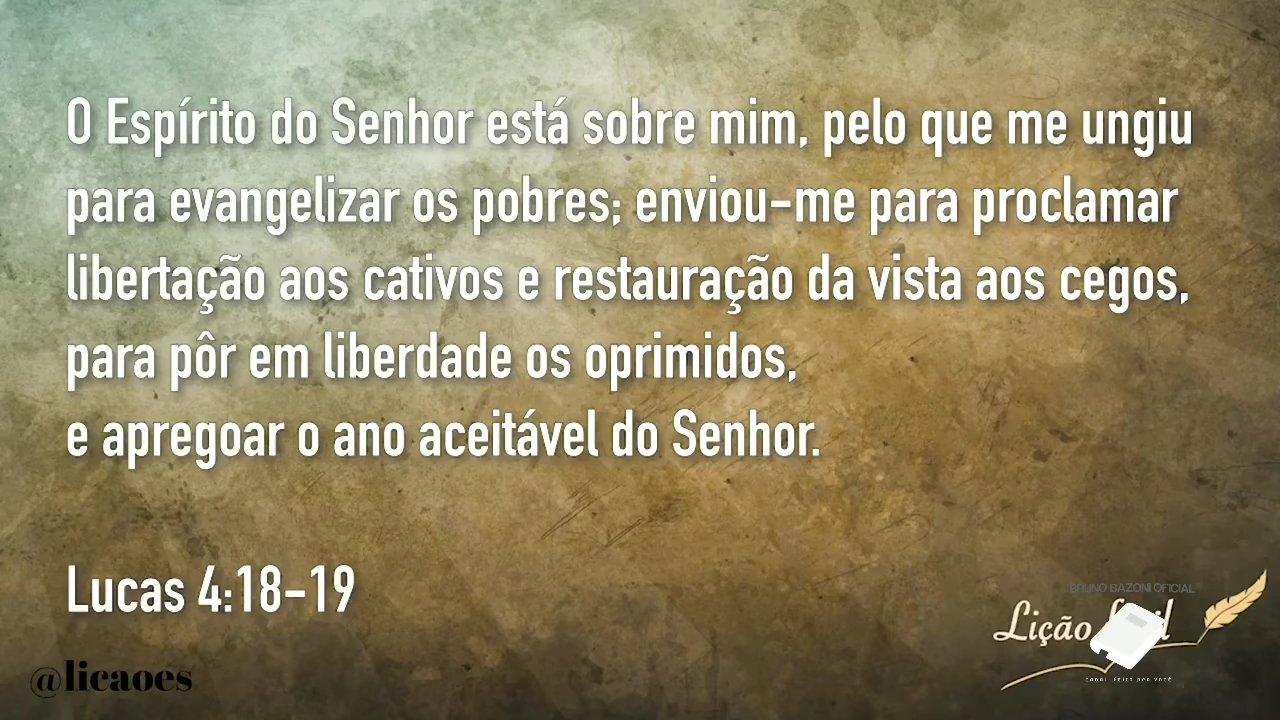 O Espírito do Senhor está sobre mim, pelo que me ungiu
para evangelizar os pobres; enviou-me para proclamar
libertação aos cativos e restauração da vista aos cegos,
para pôr em liberdade os oprimidos,
e apregoar o ano aceitável do Senhor.
Lucas 4:18-19
BRUNO BAZONI OFICIAL
Lição
@licaoes